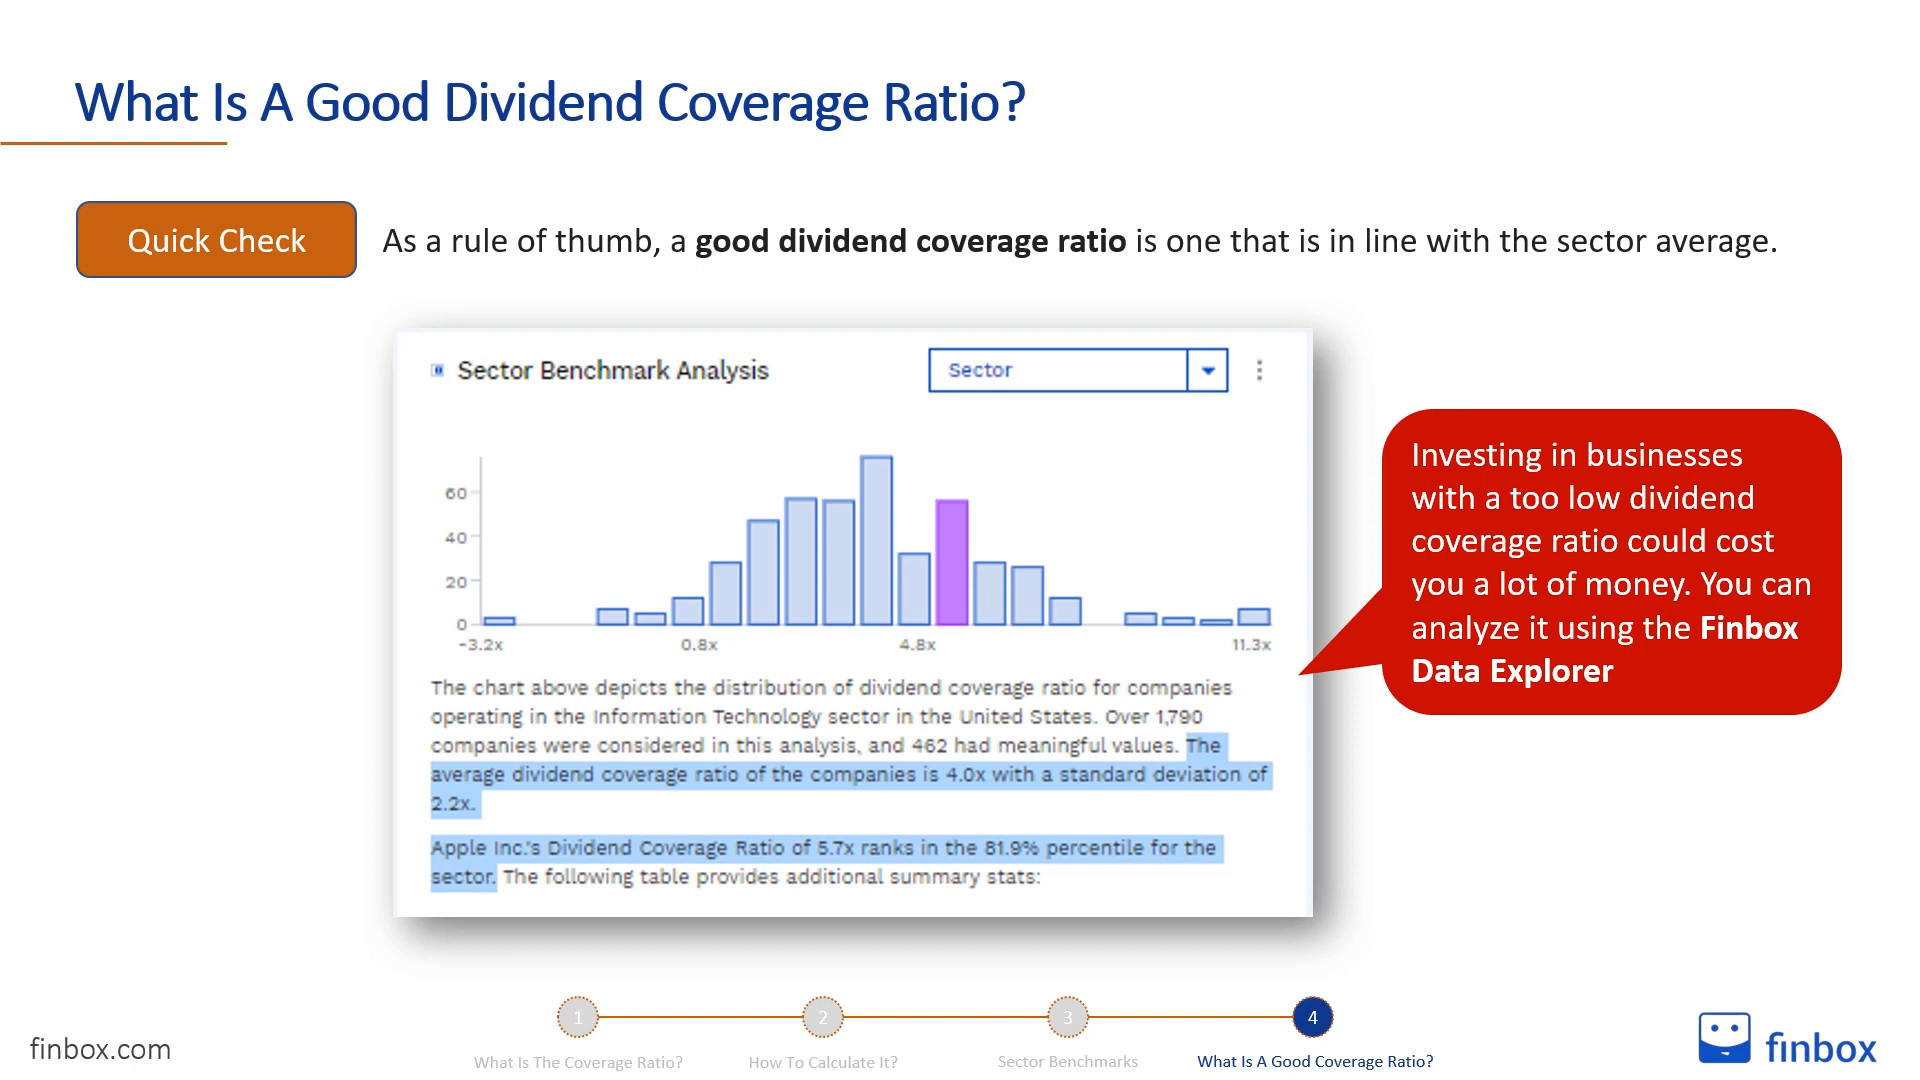 What Is A Good Dividend Coverage Ratio?
Quick Check
As a rule of thumb, a good dividend coverage ratio is one that is in line with the sector average.
Sector Benchmark Analysis
Sector
60
40
20
0
-3.2x
0.8x
4.8x
11.3x
The chart above depicts the distribution of dividend coverage ratio for companies
operating in the Information Technology sector in the United States. Over 1,790
companies were considered in this analysis, and 462 had meaningful values. The
average dividend coverage ratio of the companies is 4.0x with a standard deviation of
2.2x.
Apple Inc.'s Dividend Coverage Ratio of 5.7x ranks in the 81.9% percentile for the
sector. The following table provides additional summary stats:
Investing in businesses
with a too low dividend
coverage ratio could cost
you a lot of money. You can
analyze it using the Finbox
Data Explorer
1
2
3
4
What Is The Coverage Ratio?
How To Calculate It?
Sector Benchmarks
What Is A Good Coverage Ratio?
finbox.com
finbox